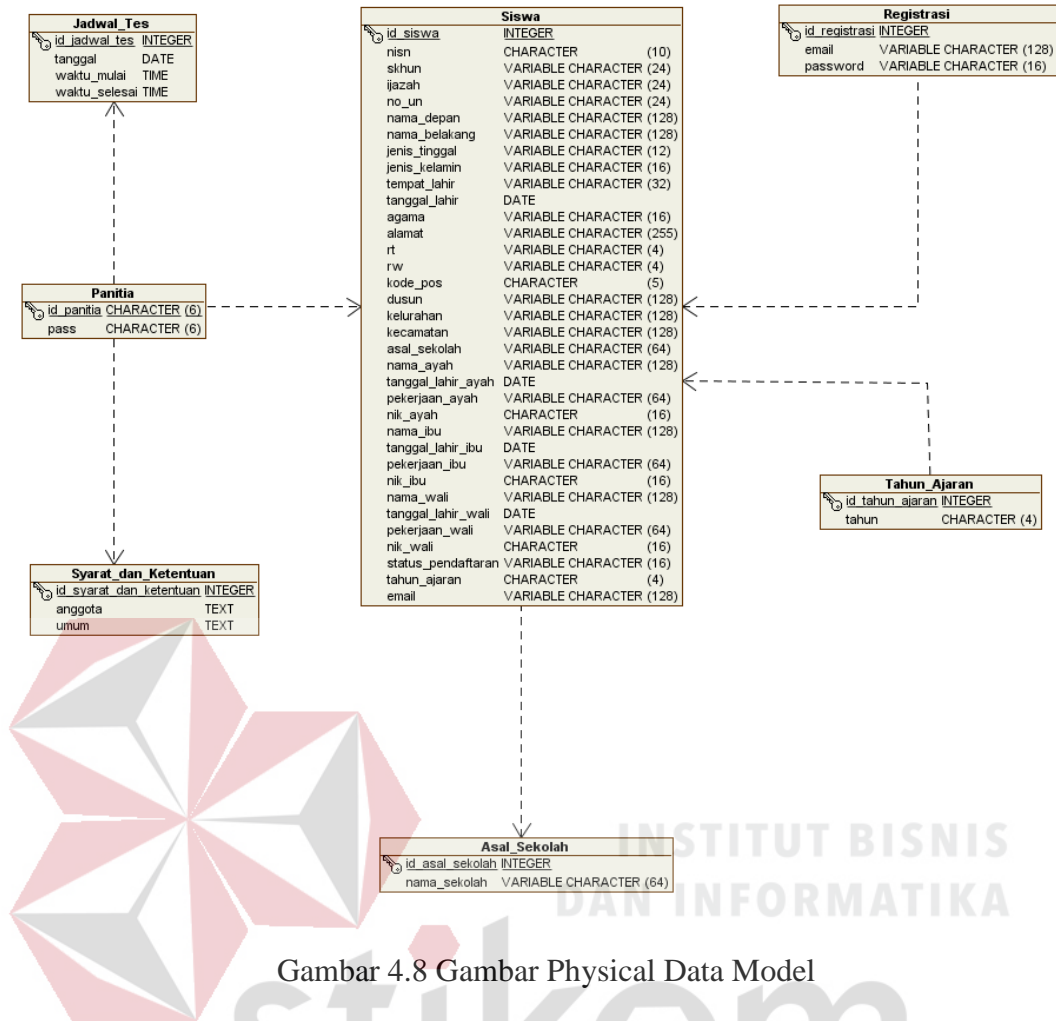 Jadwal_Tes
id_jadwal_tes INTEGER
tanggal DATE
waktu_mulai TIME
waktu_selesai TIME
Siswa
id_siswa INTEGER
nisn CHARACTER (10)
skhun VARIABLE CHARACTER (24)
ijazah VARIABLE CHARACTER (24)
no_un VARIABLE CHARACTER (24)
nama_depan VARIABLE CHARACTER (128)
nama_belakang VARIABLE CHARACTER (128)
jenis_tinggal VARIABLE CHARACTER (12)
jenis_kelamin VARIABLE CHARACTER (16)
tempat_lahir VARIABLE CHARACTER (32)
tanggal_lahir DATE
agama VARIABLE CHARACTER (16)
alamat VARIABLE CHARACTER (255)
rt VARIABLE CHARACTER (4)
rw VARIABLE CHARACTER (4)
kode_pos CHARACTER (5)
dusun VARIABLE CHARACTER (128)
kelurahan VARIABLE CHARACTER (128)
kecamatan VARIABLE CHARACTER (128)
asal_sekolah VARIABLE CHARACTER (64)
nama_ayah VARIABLE CHARACTER (128)
tanggal_lahir_ayah DATE
pekerjaan_ayah VARIABLE CHARACTER (64)
nik_ayah CHARACTER (16)
nama_ibu VARIABLE CHARACTER (128)
tanggal_lahir_ibu DATE
pekerjaan_ibu VARIABLE CHARACTER (64)
nik_ibu CHARACTER (16)
nama_wali VARIABLE CHARACTER (128)
tanggal_lahir_wali DATE
pekerjaan_wali VARIABLE CHARACTER (64)
nik_wali CHARACTER (16)
status_pendaftaran VARIABLE CHARACTER (16)
tahun_ajaran CHARACTER (4)
email VARIABLE CHARACTER (128)
Registrasi
id_registrasi INTEGER
email VARIABLE CHARACTER (128)
password VARIABLE CHARACTER (16)
Panitia
id_panitia CHARACTER (6)
pass CHARACTER (6)
Tahun_Ajaran
id_tahun_ajaran INTEGER
tahun CHARACTER (4)
Syarat_dan_Ketentuan
id_syarat_dan_ketentuan INTEGER
anggota TEXT
umum TEXT
Asal_Sekolah
id_asal_sekolah INTEGER
nama_sekolah VARIABLE CHARACTER (64)
INSTITUT BISNIS
DAN INFORMATIKA
Gambar 4.8 Gambar Physical Data Model
stikom